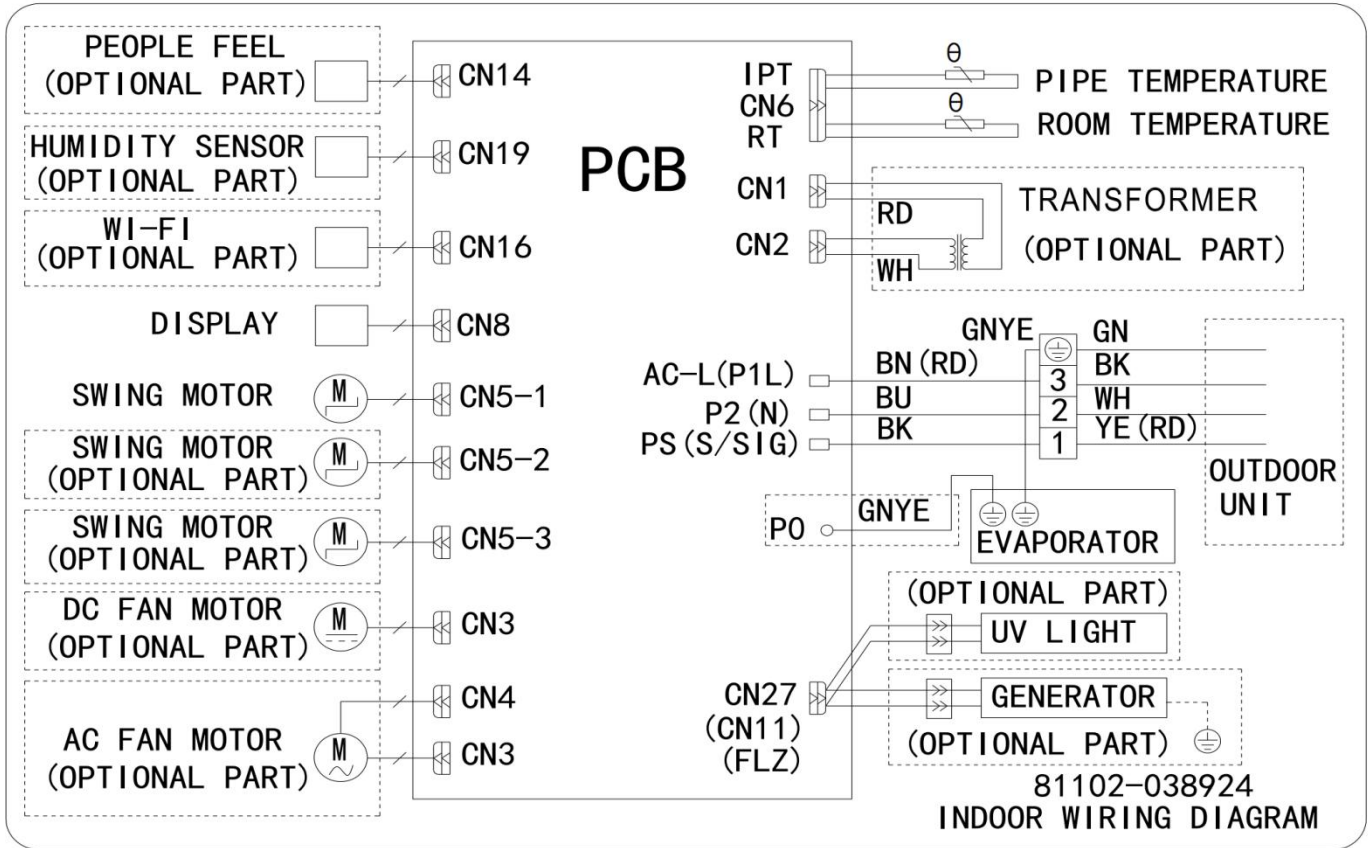 PEOPLE FEEL
(OPTIONAL PART)
CN14
HUMIDITY SENSOR
(OPTIONAL PART)
CN19
WI-FI
(OPTIONAL PART)
CN16
DISPLAY
CN8
SWING MOTOR
M
CN5-1
SWING MOTOR
(OPTIONAL PART)
M
CN5-2
SWING MOTOR
(OPTIONAL PART)
M
CN5-3
DC FAN MOTOR
(OPTIONAL PART)
M
CN3
AC FAN MOTOR
(OPTIONAL PART)
M
CN4
CN3
PCB
IPT
CN6
RT
θ
PIPE TEMPERATURE
θ
ROOM TEMPERATURE
CN1
CN2
RD
WH
TRANSFORMER
(OPTIONAL PART)
AC-L(P1L)
P2(N)
PS(S/SIG)
BN(RD)
BU
BK
GNYE
3
2
1
GN
BK
WH
YE(RD)
OUTDOOR
UNIT
P0
GNYE
EVAPORATOR
(OPTIONAL PART)
UV LIGHT
CN27
(CN11)
(FLZ)
GENERATOR
(OPTIONAL PART)
81102-038924
INDOOR WIRING DIAGRAM